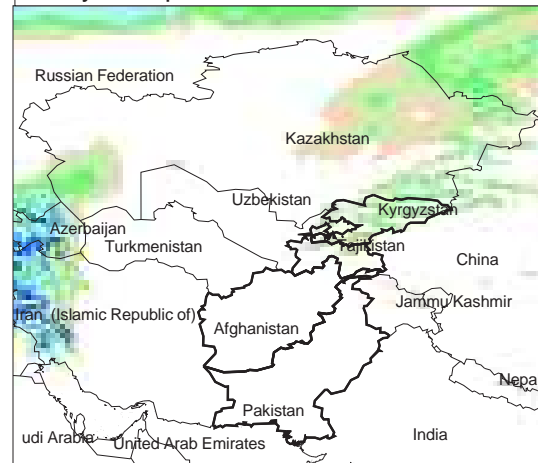 Russian Federation
Kazakhstan
Uzbekistan
Kyrgyzstan
Azerbaijan
Turkmenistan
Tajikistan
China
Iran (Islamic Republic of)
Jammu Kashmir
Afghanistan
Nepa
Pakistan
udi Arabia
United Arab Emirates
India